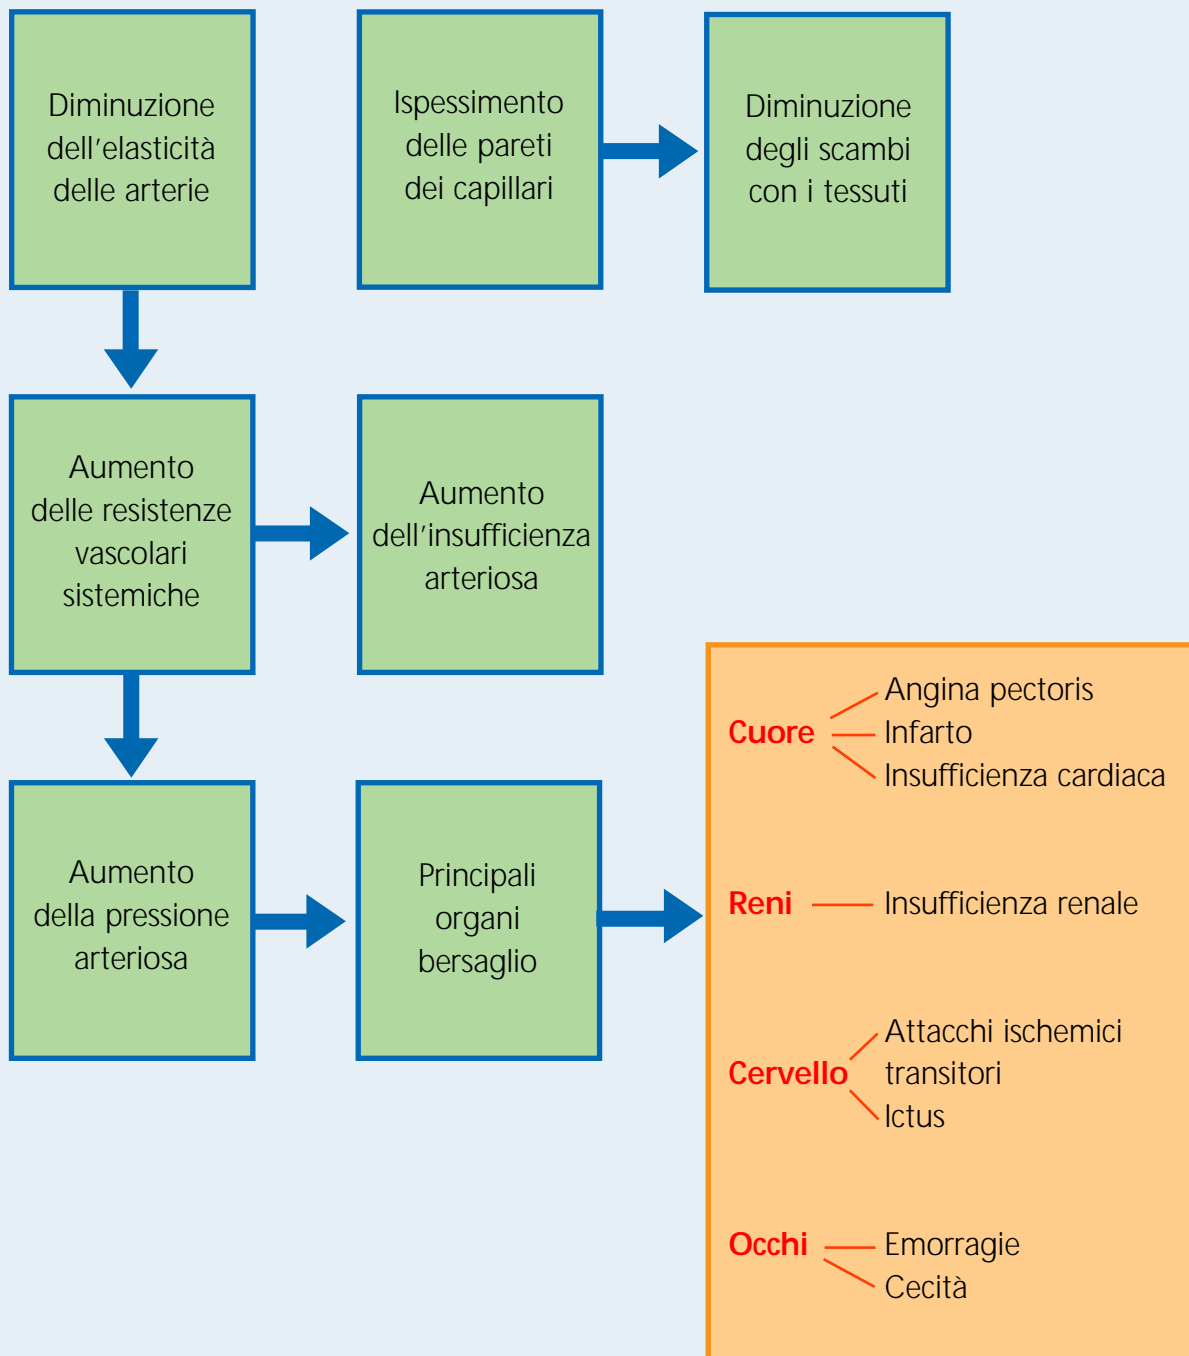 Diminuzione
dell'elasticità
delle arterie
Ispessimento
delle pareti
dei capillari
Diminuzione
degli scambi
con i tessuti
Aumento
delle resistenze
vascolari
sistemiche
Aumento
dell'insufficienza
arteriosa
Aumento
della pressione
arteriosa
Principali
organi
bersaglio
Cuore
Angina pectoris
Infarto
Insufficienza cardiaca
Reni
Insufficienza renale
Cervello
Attacchi ischemici
transitori
Ictus
Occhi
Emorragie
Cecità